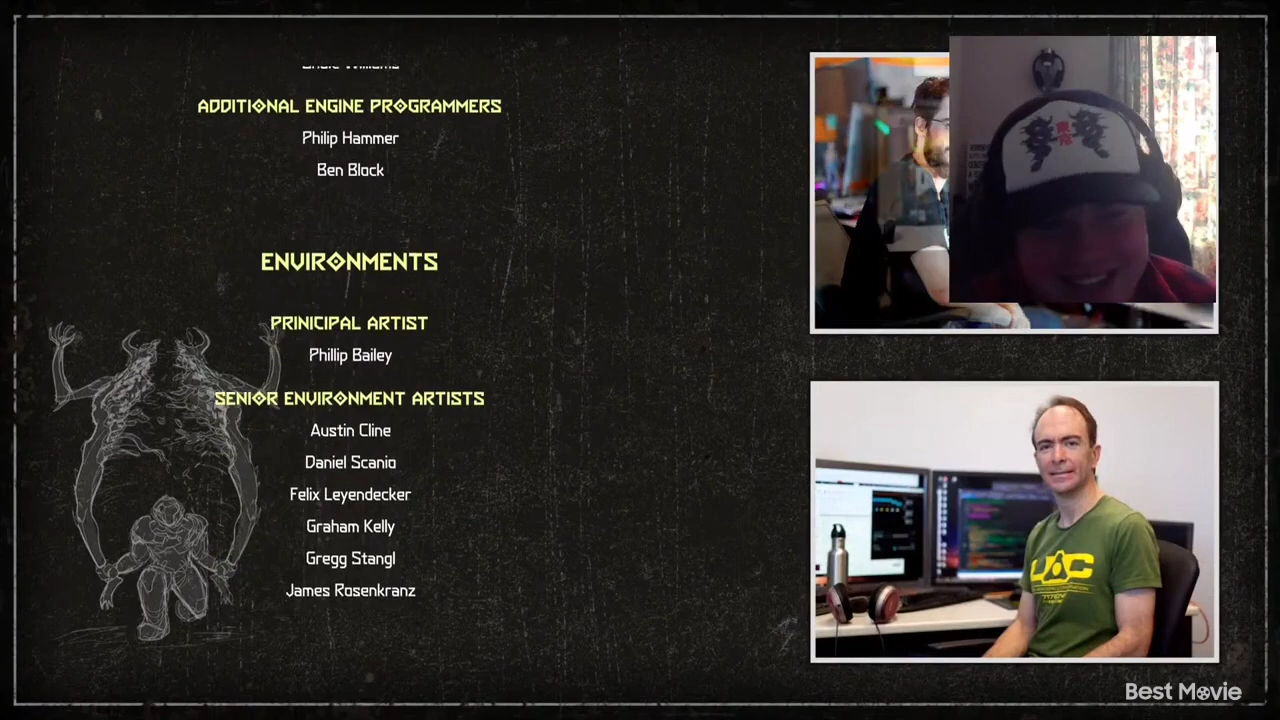 ADDITIONAL ENGINE PROGRAMMERS
Philip Hammer
Ben Block
ENVIRONMENTS
PRINICIPAL ARTIST
Phillip Bailey
SENIOR ENVIRONMENT ARTISTS
Austin Cline
Daniel Scanio
Felix Leyendecker
Graham Kelly
Gregg Stangl
James Rosenkranz
UAC
Best Movie